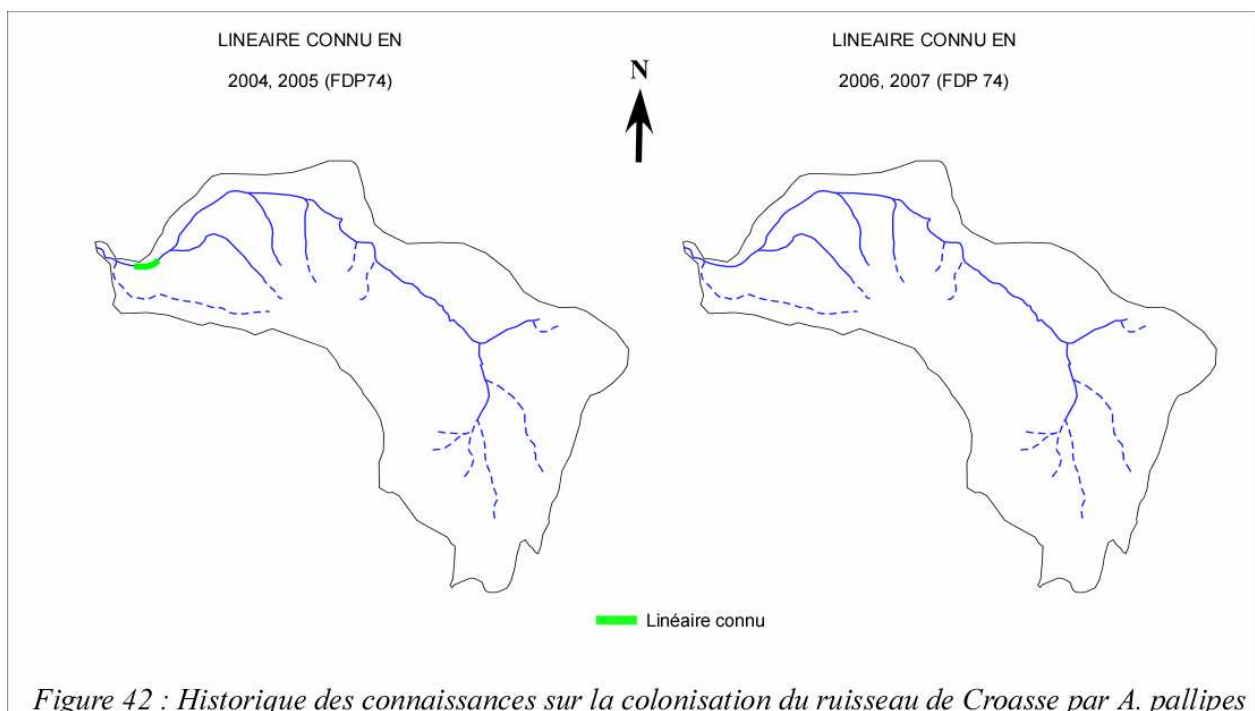 LINEAIRE CONNU EN
2004, 2005 (FDP74)
LINEAIRE CONNU EN
2006, 2007 (FDP 74)
N
Linéaire connu
Figure 42 : Historique des connaissances sur la colonisation du ruisseau de Croasse par A. pallipes